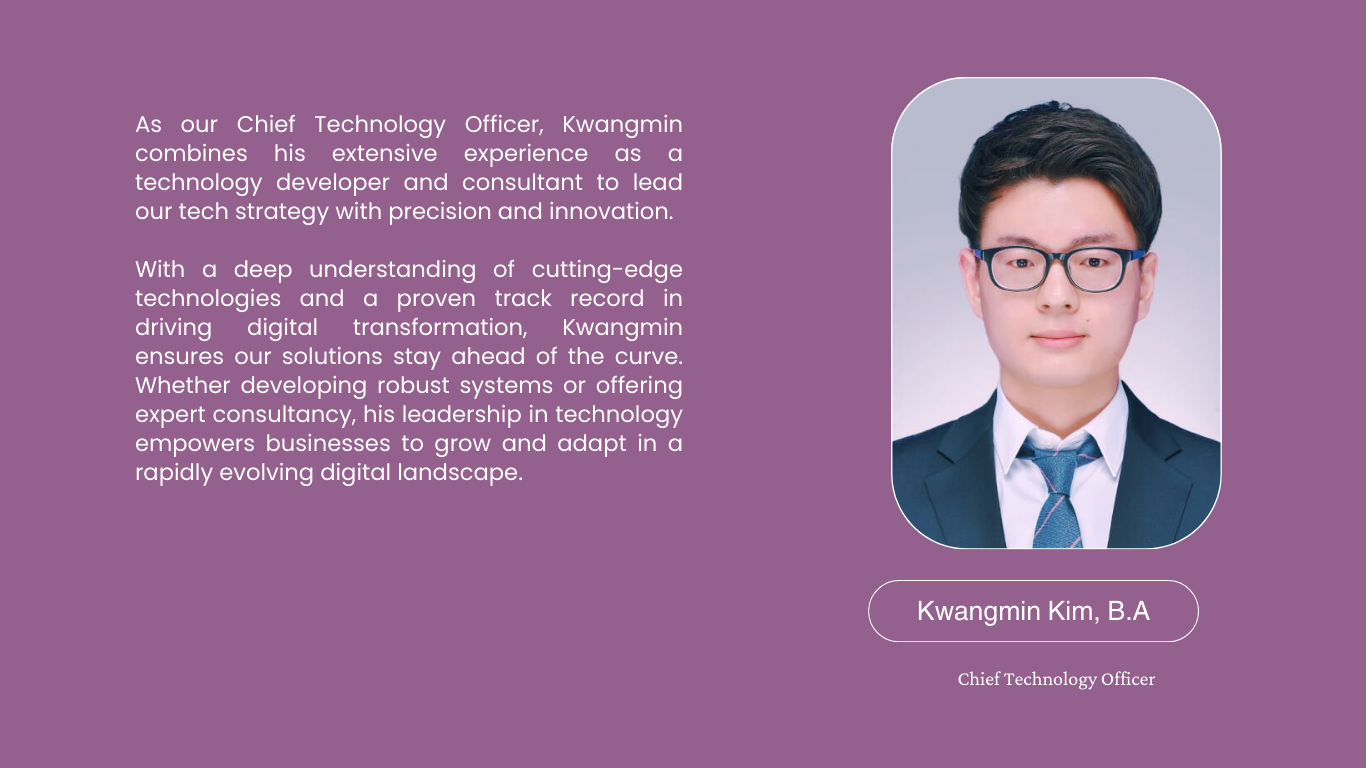 As our Chief Technology Officer, Kwangmin
combines his extensive experience as a
technology developer and consultant to lead
our tech strategy with precision and innovation.
With a deep understanding of cutting-edge
technologies and a proven track record in
driving digital transformation, Kwangmin
ensures our solutions stay ahead of the curve.
Whether developing robust systems or offering
expert consultancy, his leadership in technology
empowers businesses to grow and adapt in a
rapidly evolving digital landscape.
Kwangmin Kim, B.A
Chief Technology Officer